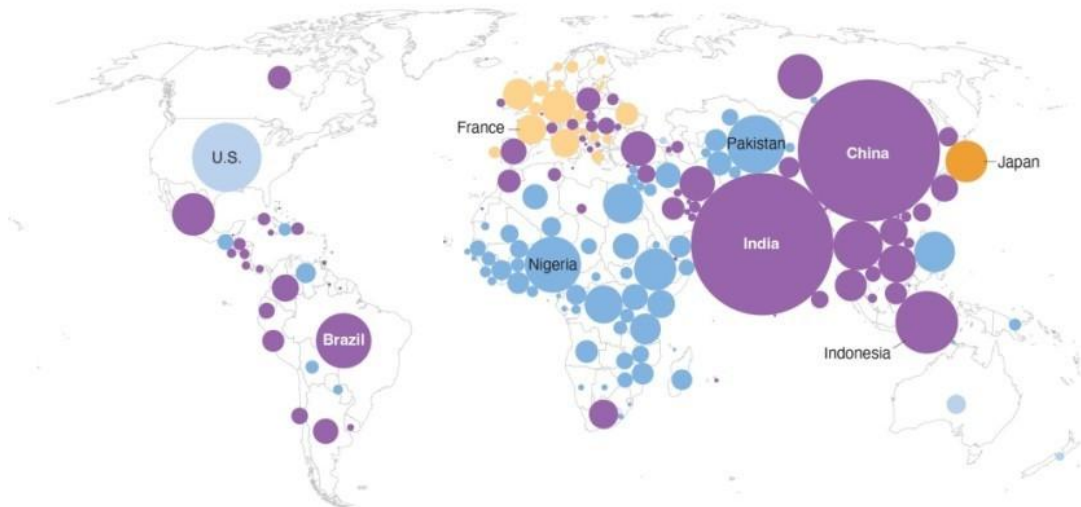 France
U.S.
Pakistan
China
Japan
India
Nigeria
Brazil
Indonesia